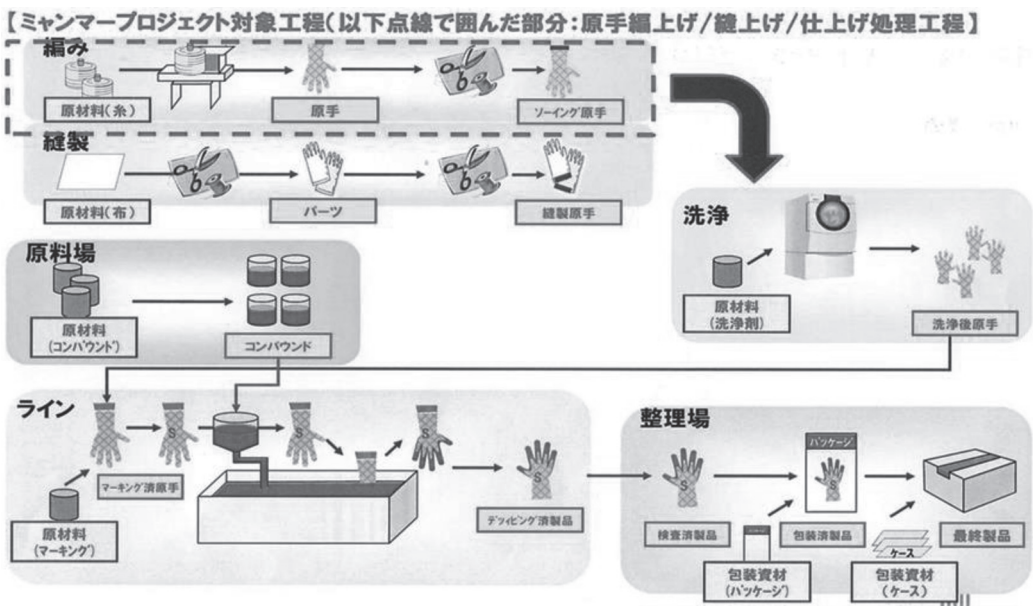 【ミャンマープロジェクト対象工程(以下点線で囲んだ部分:原手編上げ/縫上げ/仕上げ処理工程】
編み
原材料(糸)
原手
ソーイング原手
縫製
原材料(布)
パーツ
縫製原手
洗浄
原材料
(洗浄剤)
洗浄後原手
原料場
原材料
(コンパウンド)
コンパウンド
ライン
S
S
S
S
S
マーキング済原手
原材料
(マーキング)
デッィピング済製品
整理場
S
パッケージ
S
検査済製品
包装済製品
ケース
最終製品
包装資材
(パッケージ)
包装資材
(ケース)